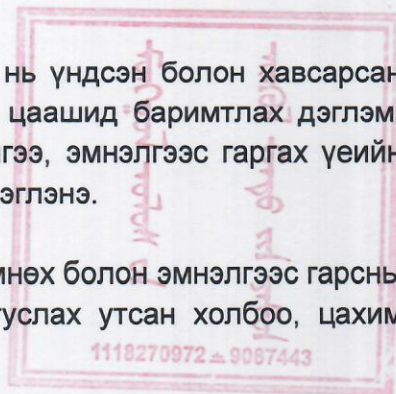 нь үндсэн болон хавсарсан
цаашид баримтлах дэглэм
гээ, эмнэлгээс гаргах үеийн
эглэнэ.
мнөх болон эмнэлгээс гарсны
туслах утсан холбоо, цахим
1118270972 9087443